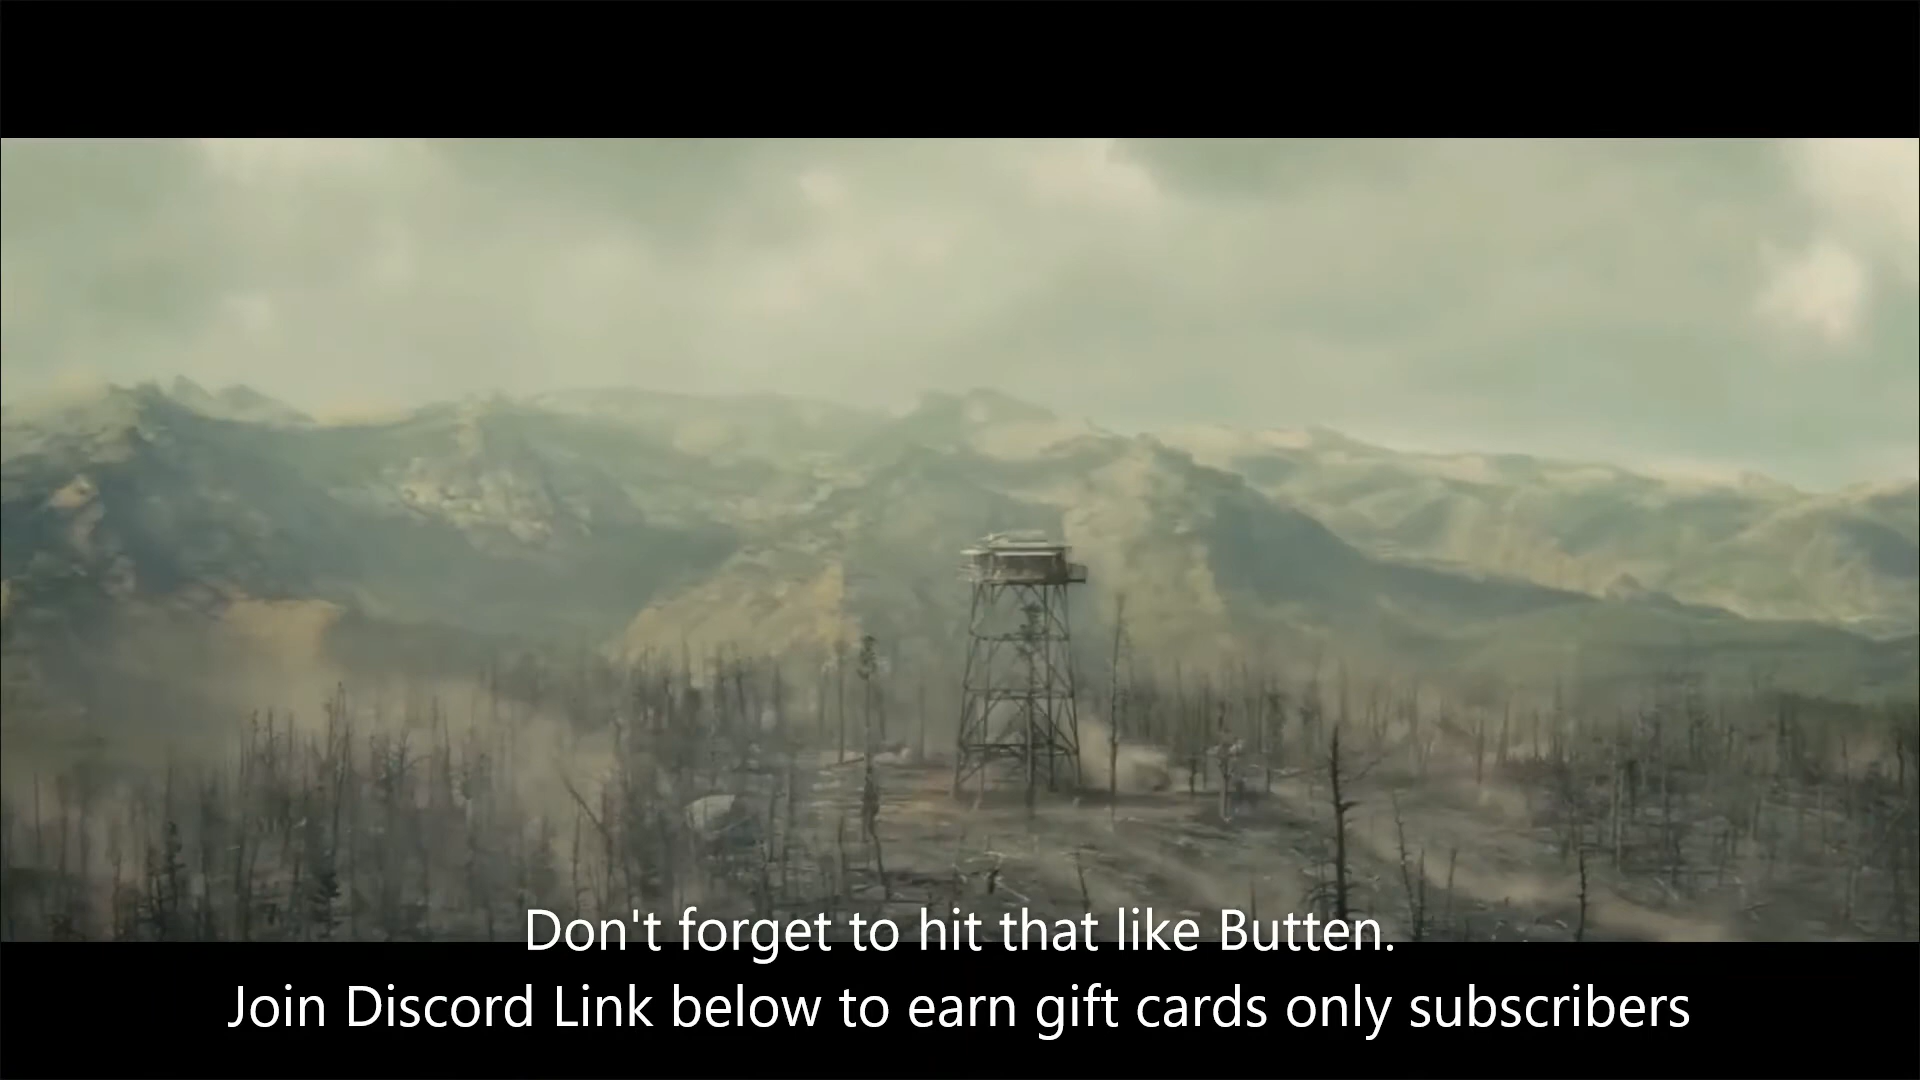 Don't forget to hit that like Butten.
Join Discord Link below to earn gift cards only subscribers